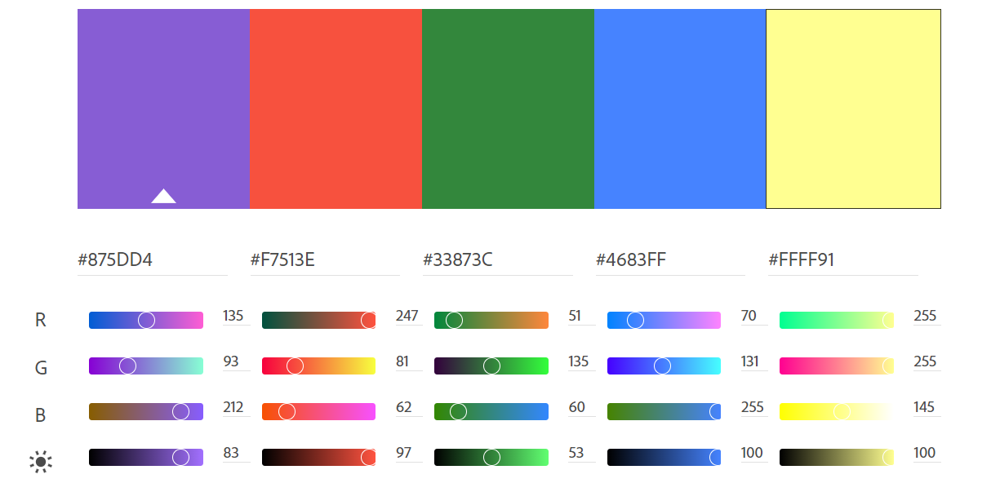 #875DD4 #F7513E #33873C #4683FF #FFFF91
R 135 247 51 70 255
G 93 81 135 131 255
B 212 62 60 255 145
83 97 53 100 100